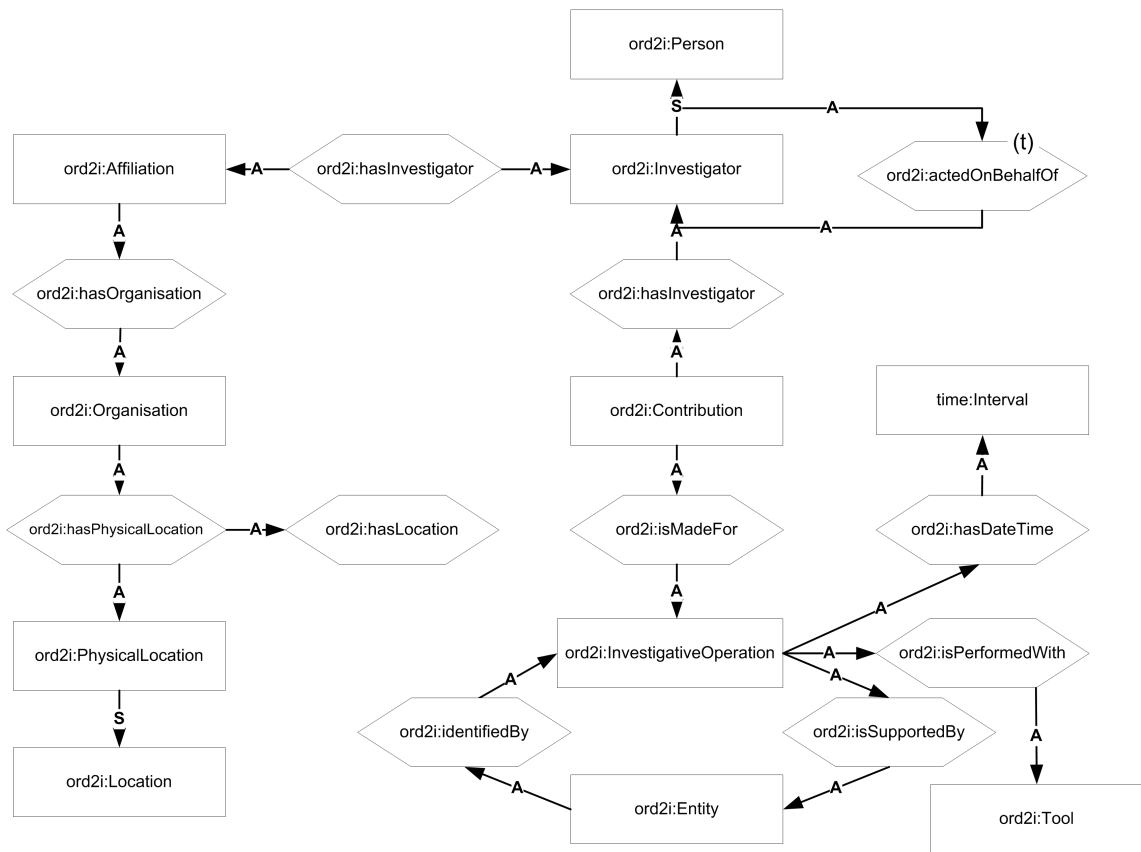 ord2i:Person
S
A
(t)
ord2i:Affiliation
A
ord2i:hasInvestigator
A
ord2i:Investigator
ord2i:actedOnBehalfOf
A
A
A
ord2i:hasOrganisation
ord2i:hasInvestigator
A
A
ord2i:Organisation
ord2i:Contribution
time:Interval
A
A
A
ord2i:hasPhysicalLocation
A
ord2i:hasLocation
ord2i:isMadeFor
ord2i:hasDateTime
A
A
A
ord2i:PhysicalLocation
ord2i:InvestigativeOperation
A
ord2i:isPerformedWith
A
A
S
ord2i:identifiedBy
ord2i:isSupportedBy
A
ord2i:Location
A
A
ord2i:Entity
ord2i:Tool